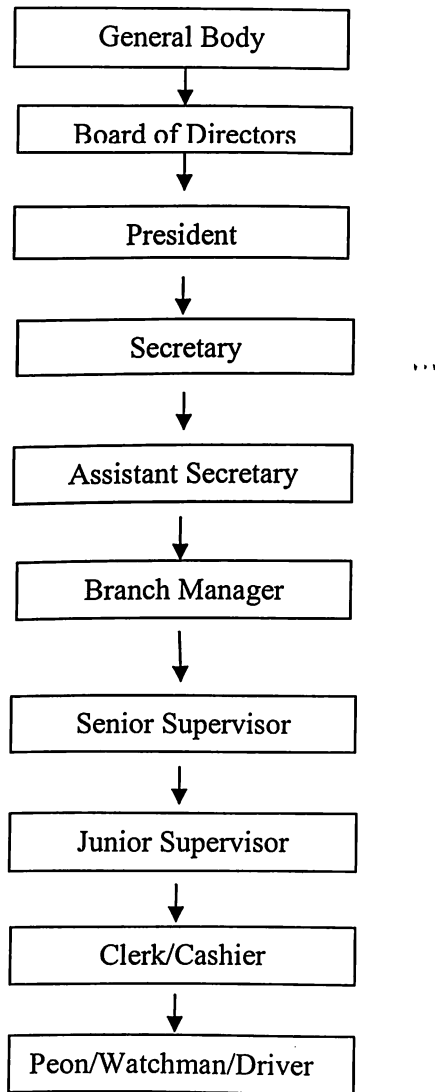 General Body
Board of Directors
President
Secretary
Assistant Secretary
Branch Manager
Senior Supervisor
Junior Supervisor
Clerk/Cashier
Peon/Watchman/Driver